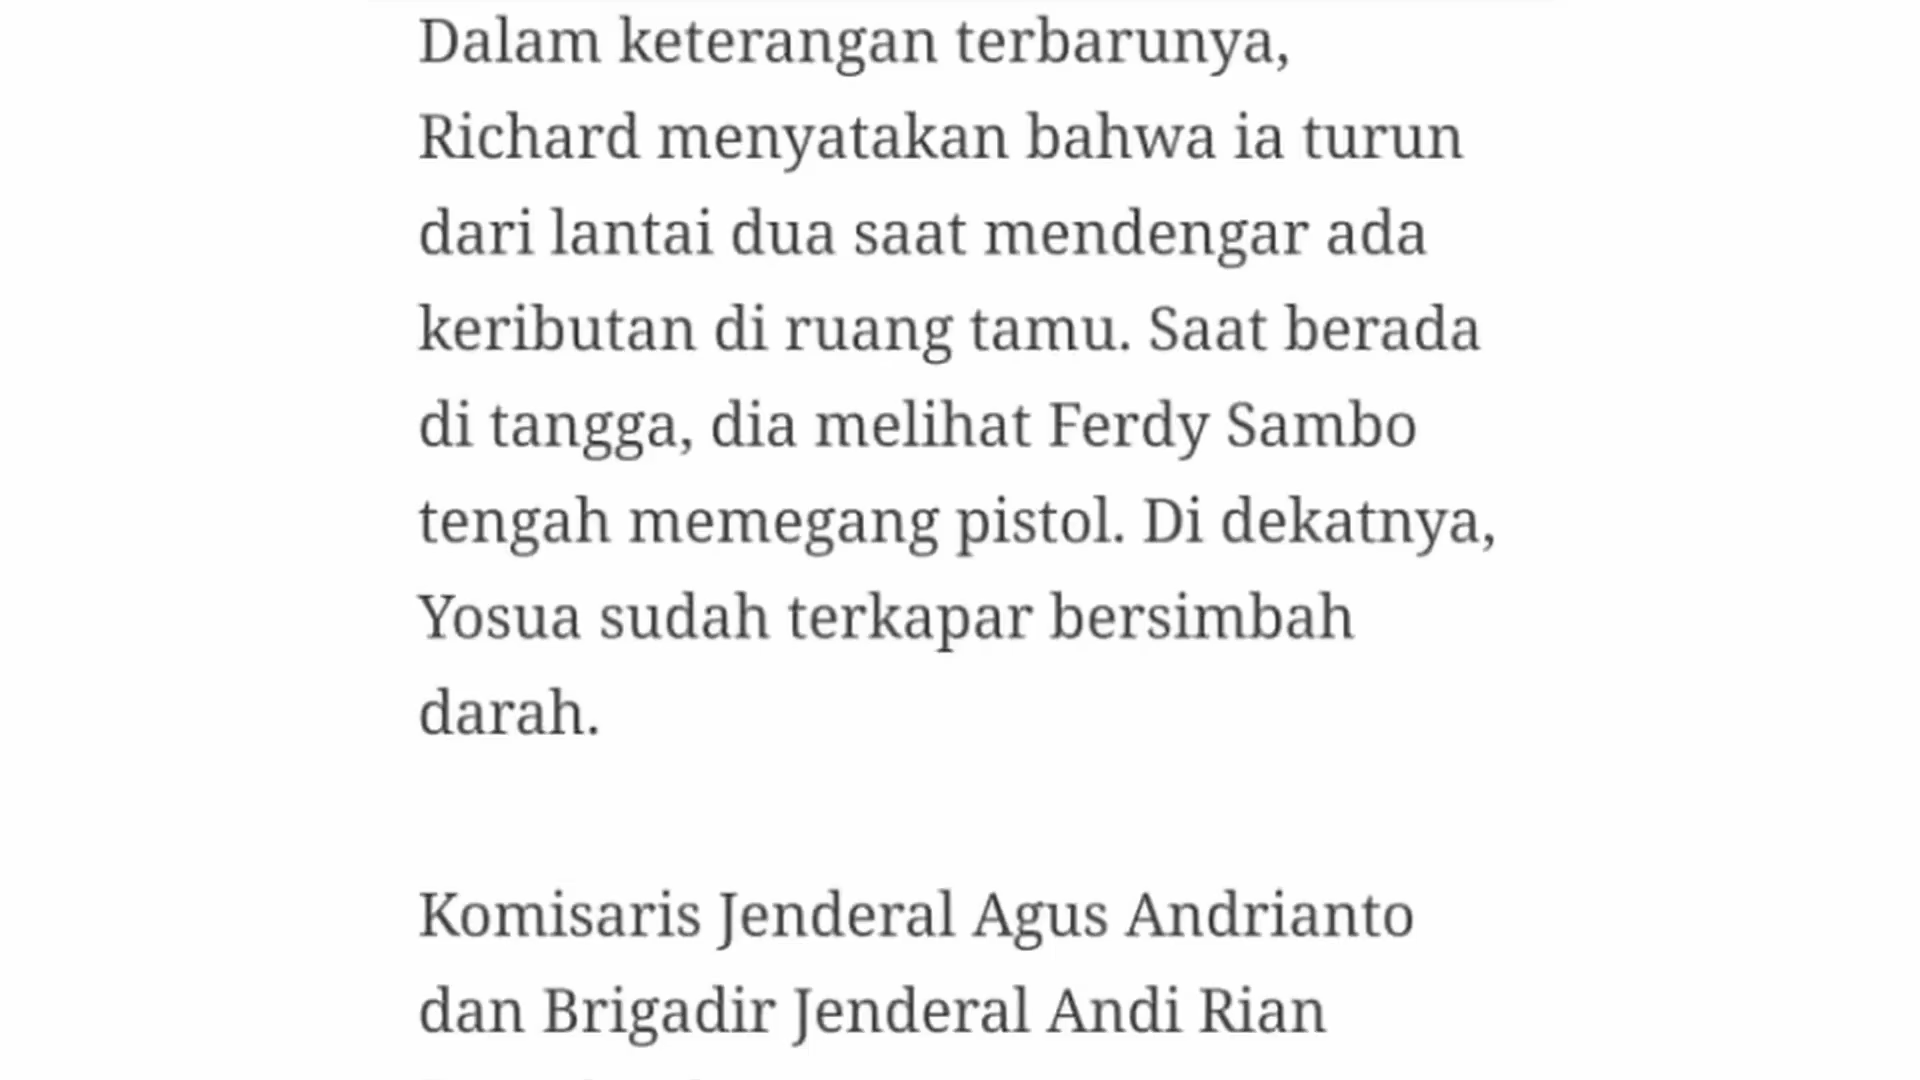 Dalam keterangan terbarunya,
Richard menyatakan bahwa ia turun
dari lantai dua saat mendengar ada
keributan di ruang tamu. Saat berada
di tangga, dia melihat Ferdy Sambo
tengah memegang pistol. Di dekatnya,
Yosua sudah terkapar bersimbah
darah.
Komisaris Jenderal Agus Andrianto
dan Brigadir Jenderal Andi Rian